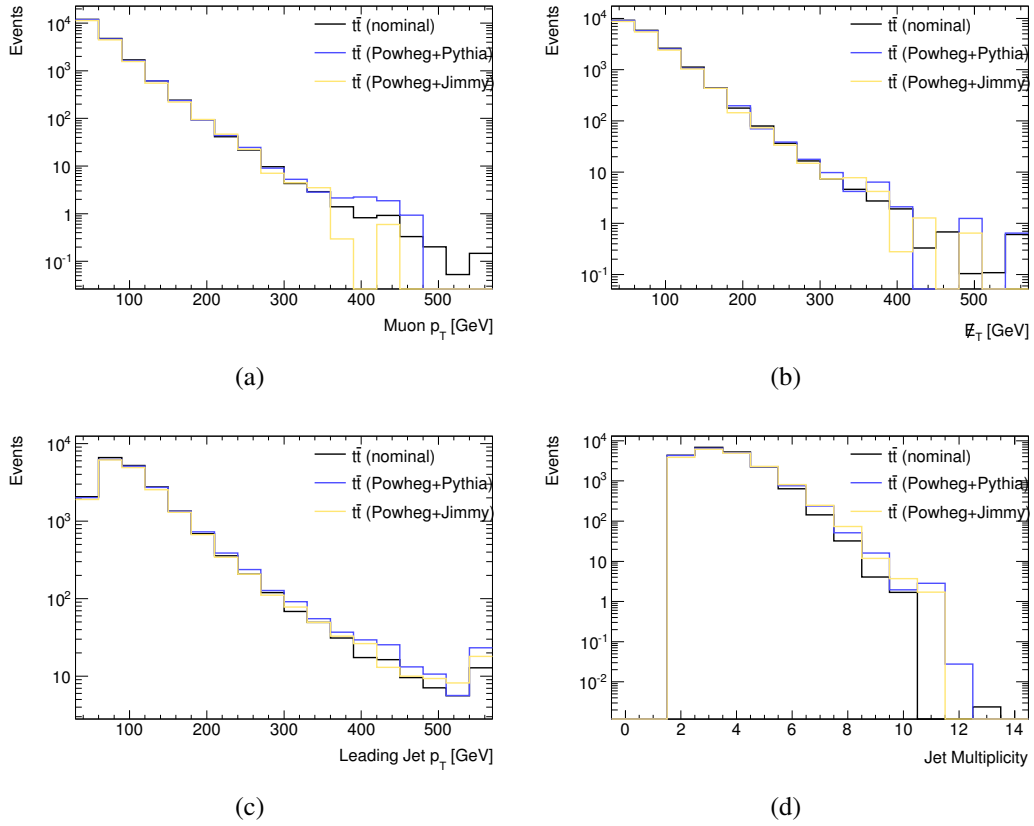 Events
10⁴
10³
10²
10
1
10⁻¹
tt̄ (nominal)
tt̄ (Powheg+Pythia)
tt̄ (Powheg+Jimmy)
100 200 300 400 500
Muon p_T [GeV]
(a)
Events
10⁴
10³
10²
10
1
10⁻¹
tt̄ (nominal)
tt̄ (Powheg+Pythia)
tt̄ (Powheg+Jimmy)
100 200 300 400 500
E̸_T [GeV]
(b)
Events
10⁴
10³
10²
10
tt̄ (nominal)
tt̄ (Powheg+Pythia)
tt̄ (Powheg+Jimmy)
100 200 300 400 500
Leading Jet p_T [GeV]
(c)
Events
10⁴
10³
10²
10
1
10⁻¹
10⁻²
tt̄ (nominal)
tt̄ (Powheg+Pythia)
tt̄ (Powheg+Jimmy)
0 2 4 6 8 10 12 14
Jet Multiplicity
(d)